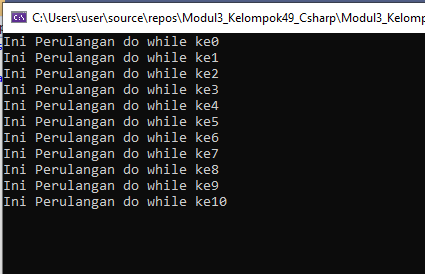 C:\Users\user\source\repos\Modul3_Kelompok49_Csharp\Modul3_Kelomp
Ini Perulangan do while ke0
Ini Perulangan do while ke1
Ini Perulangan do while ke2
Ini Perulangan do while ke3
Ini Perulangan do while ke4
Ini Perulangan do while ke5
Ini Perulangan do while ke6
Ini Perulangan do while ke7
Ini Perulangan do while ke8
Ini Perulangan do while ke9
Ini Perulangan do while ke10